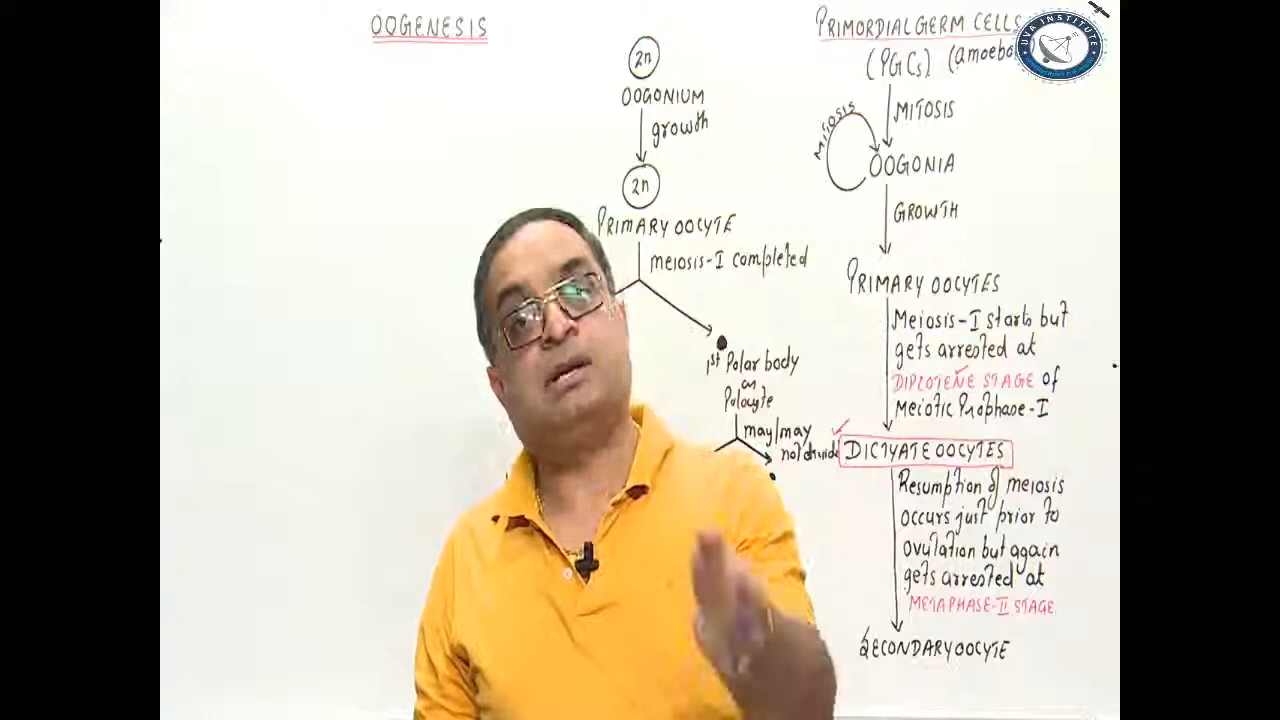 OOGENESIS
2n
OOGONIUM
growth
2n
PRIMARY OOCYTE
meiosis-I completed
1st Polar body
or
Polocyte
may/may
not divide
PRIMORDIAL GERM CELLS
(PGCs) (amoebo
MITOSIS
MITOSIS
OOGONIA
GROWTH
PRIMARY OOCYTES
Meiosis-I starts but
gets arrested at
DIPLOTENE STAGE of
Meiotic Prophase-I
DICTYATE OOCYTES
Resumption of meiosis
occurs just prior to
ovulation but again
gets arrested at
METAPHASE-II STAGE
SECONDARY OOCYTE
UVA INSTITUTE